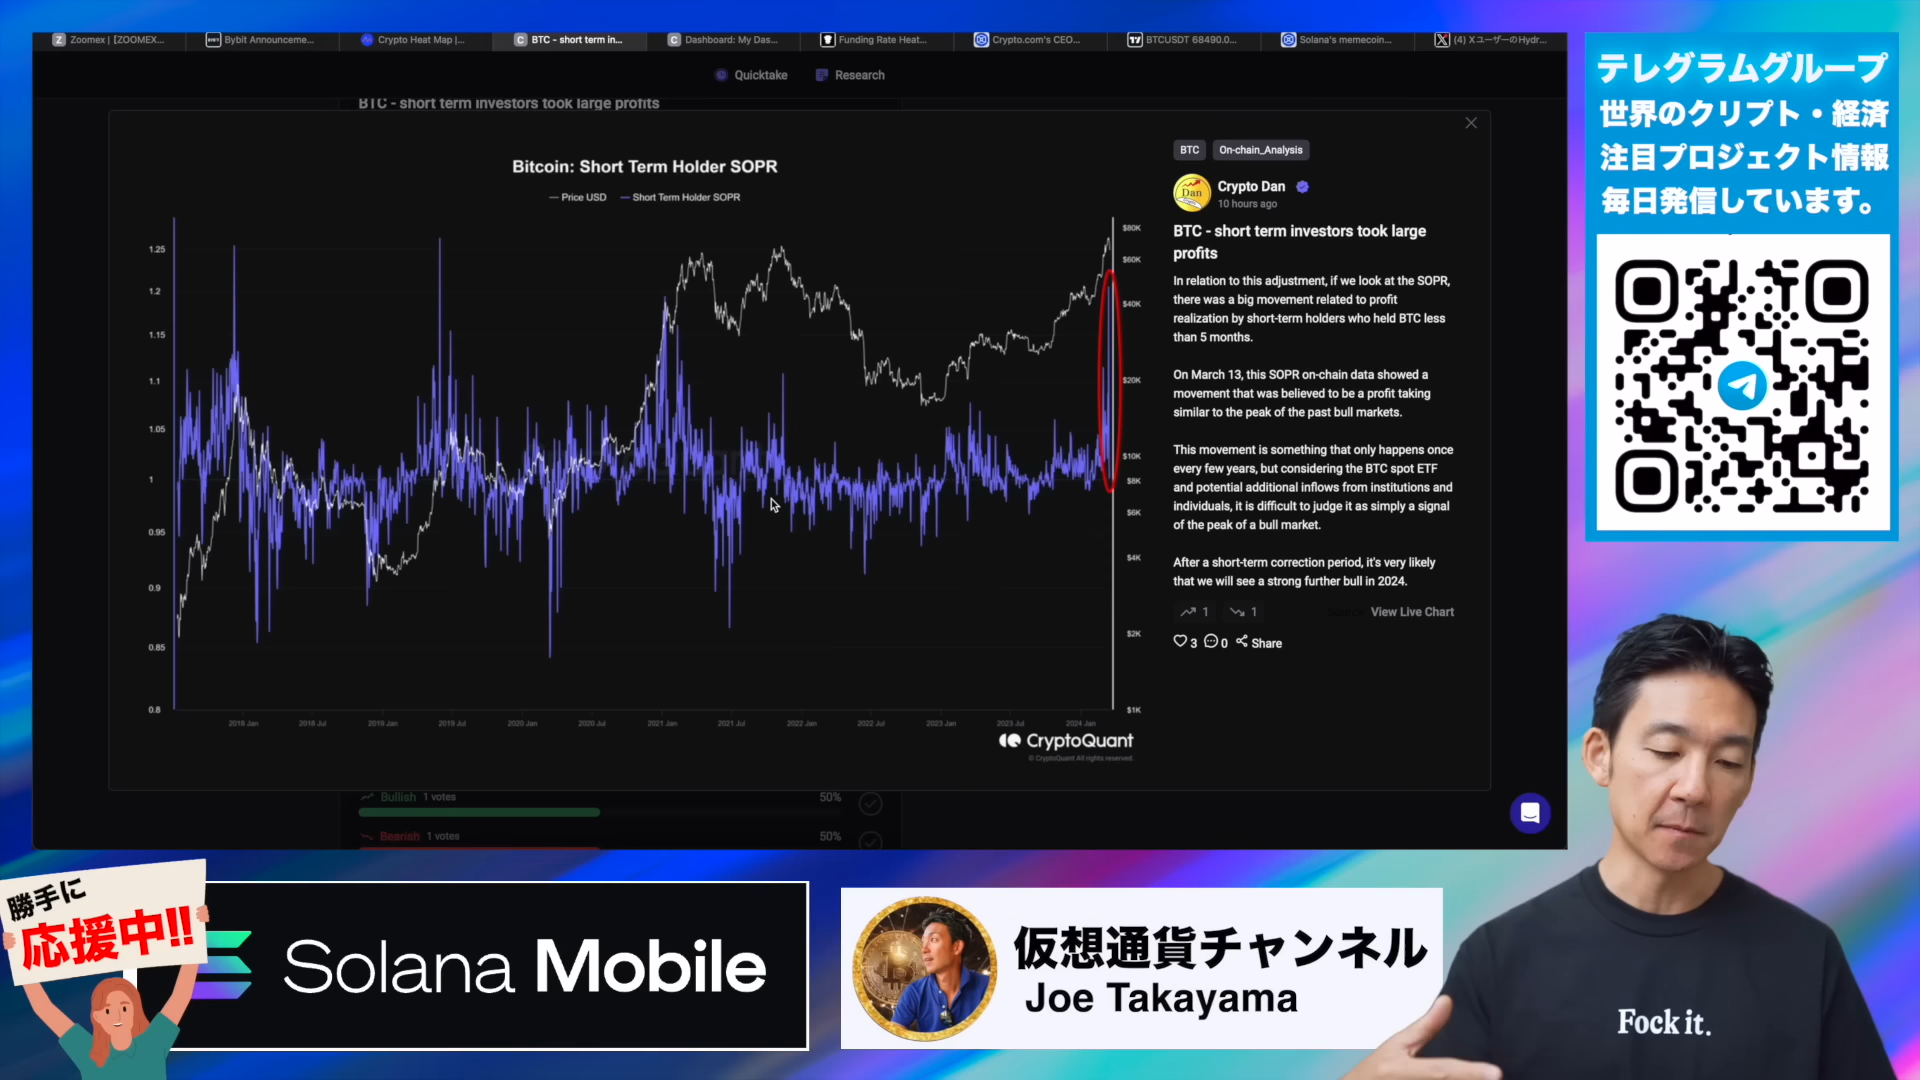 Zoomex | [ZOOMEX...
Bybit Announceme...
Crypto Heat Map |...
BTC - short term in...
Dashboard: My Das...
Funding Rate Heat...
Crypto.com's CEO...
BTCUSDT 68490.0...
Solana's memecoin...
(4) XユーザーのHydr...
Quicktake
Research
BTC - short term investors took large profits
Bitcoin: Short Term Holder SOPR
Price USD
Short Term Holder SOPR
1.25
1.2
1.15
1.1
1.05
1
0.95
0.9
0.85
0.8
$80K
$60K
$40K
$20K
$10K
$8K
$6K
$4K
$2K
$1K
2018 Jan
2018 Jul
2019 Jan
2019 Jul
2020 Jan
2020 Jul
2021 Jan
2021 Jul
2022 Jan
2022 Jul
2023 Jan
2023 Jul
2024 Jan
CryptoQuant
© CryptoQuant All rights reserved.
BTC
On-chain_Analysis
Dan
Crypto Dan
10 hours ago
BTC - short term investors took large
profits
In relation to this adjustment, if we look at the SOPR,
there was a big movement related to profit
realization by short-term holders who held BTC less
than 5 months.
On March 13, this SOPR on-chain data showed a
movement that was believed to be a profit taking
similar to the peak of the past bull markets.
This movement is something that only happens once
every few years, but considering the BTC spot ETF
and potential additional inflows from institutions and
individuals, it is difficult to judge it as simply a signal
of the peak of a bull market.
After a short-term correction period, it's very likely
that we will see a strong further bull in 2024.
1
1
View Live Chart
3
0
Share
Bullish 1 votes
50%
Bearish 1 votes
50%
テレグラムグループ
世界のクリプト・経済
注目プロジェクト情報
毎日発信しています。
勝手に
応援中!!
Solana Mobile
仮想通貨チャンネル
Joe Takayama
Fock it.